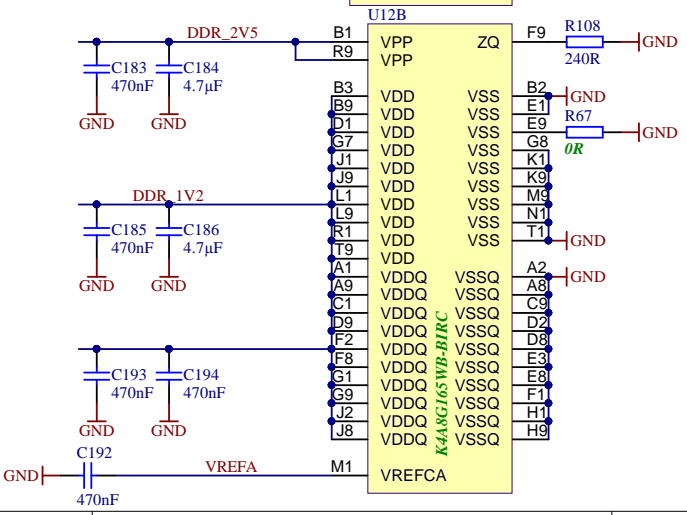 U12B
DDR_2V5 B1 VPP ZQ F9 R108 GND
R9 VPP 240R
C183 C184
470nF 4.7µF
GND GND
B3 VDD VSS B2 GND
B9 VDD VSS E1
R67
D1 VDD VSS E9 GND
0R
G7 VDD VSS G8
J1 VDD VSS K1
J9 VDD VSS K9
DDR_1V2 L1 VDD VSS M9
L9 VDD VSS N1
R1 VDD VSS T1 GND
C185 C186
470nF 4.7µF
GND GND
T9 VDD
A1 VDDQ VSSQ A2 GND
A9 VDDQ VSSQ A8
C1 VDDQ VSSQ C9
D9 VDDQ VSSQ D2
F2 VDDQ VSSQ D8
F8 VDDQ VSSQ E3
G1 VDDQ VSSQ E8
G9 VDDQ VSSQ F1
J2 VDDQ VSSQ H1
J8 VDDQ VSSQ H9
K4A8G165WB-BIRC
C193 C194
470nF 470nF
GND GND
C192
GND VREFA M1 VREFCA
470nF